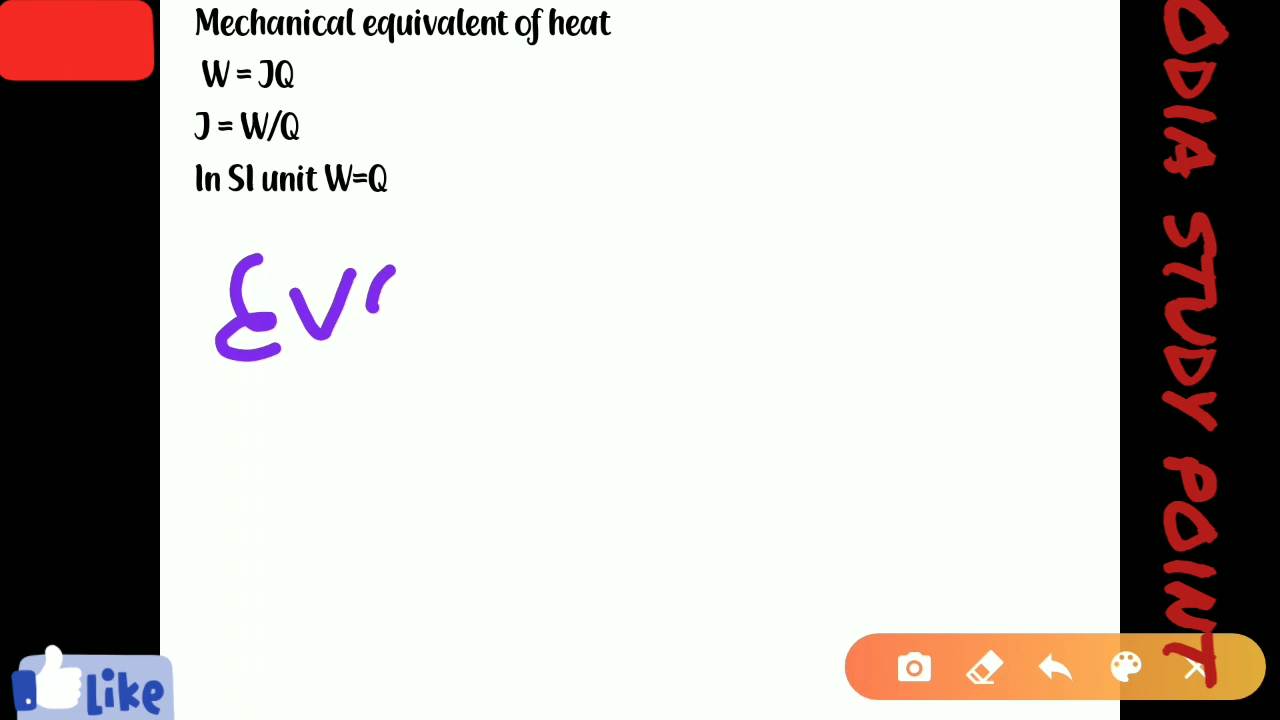 Mechanical equivalent of heat
W = JQ
J = W/Q
In SI unit W=Q
ODIA STUDY POINT
Like